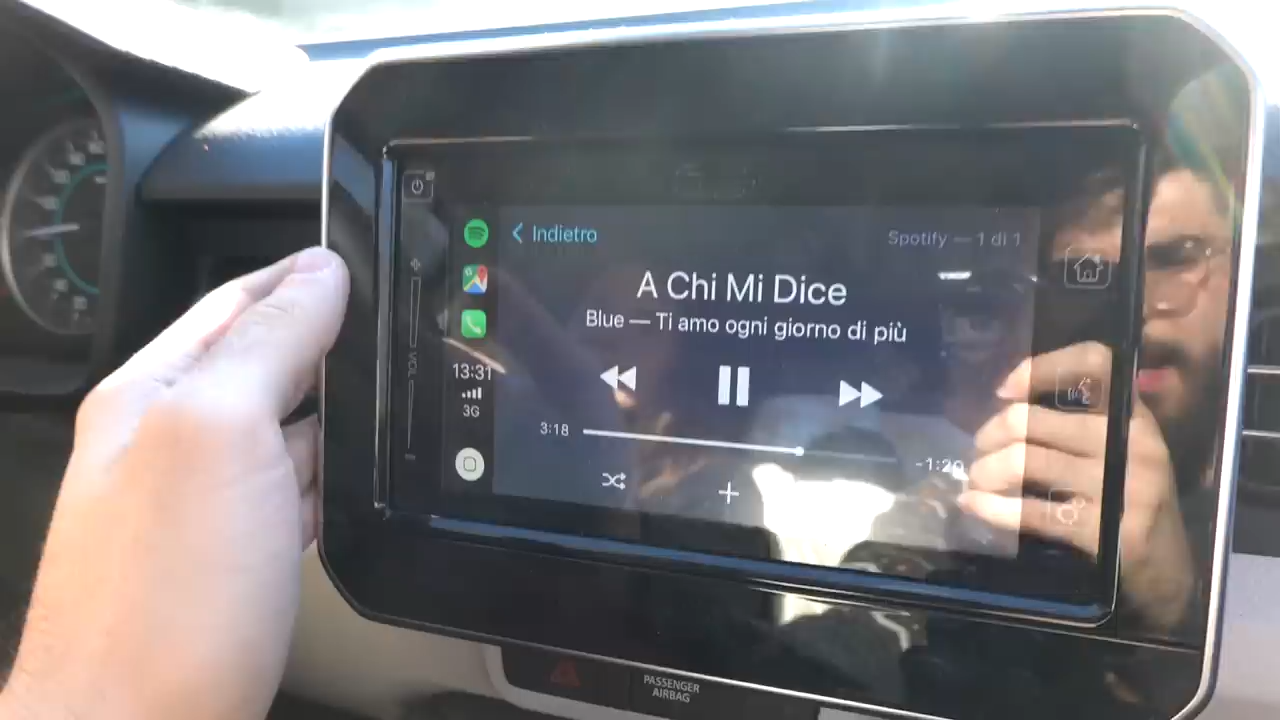 Indietro
Spotify — 1 di 1
A Chi Mi Dice
Blue — Ti amo ogni giorno di più
13:31
3G
3:18
-1:20
VOL
PASSENGER
AIRBAG